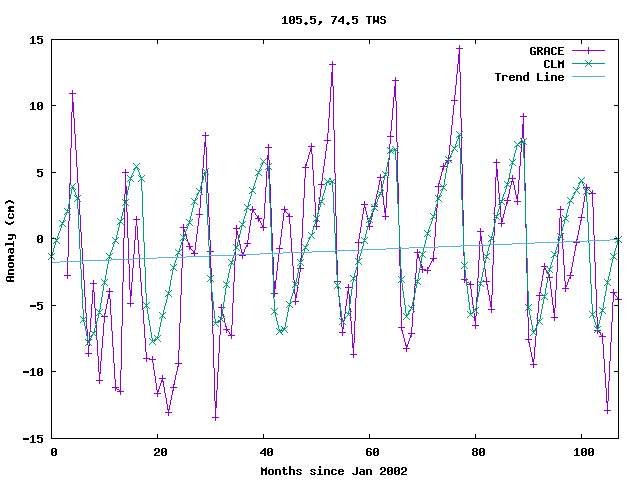 105.5, 74.5 TWS
GRACE
CLM
Trend Line
15
10
5
0
-5
-10
-15
Anomaly (cm)
0 20 40 60 80 100
Months since Jan 2002